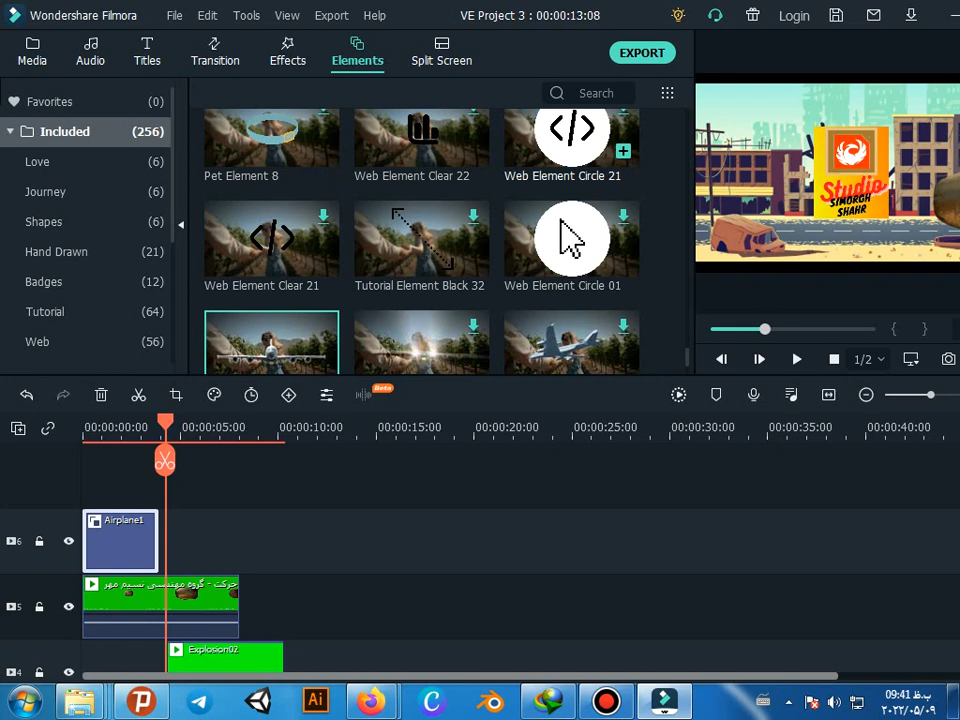 Wondershare Filmora
File Edit Tools View Export Help
VE Project 3 : 00:00:13:08
Login
Media Audio Titles Transition Effects Elements Split Screen
EXPORT
Favorites (0)
Search
Included (256)
Love (6)
Journey (6)
Shapes (6)
Hand Drawn (21)
Badges (12)
Tutorial (64)
Web (56)
Pet Element 8
Web Element Clear 22
Web Element Circle 21
Web Element Clear 21
Tutorial Element Black 32
Web Element Circle 01
Studio
SIMORGH
SHAHR
1/2
Beta
00:00:00:00 00:00:05:00 00:00:10:00 00:00:15:00 00:00:20:00 00:00:25:00 00:00:30:00 00:00:35:00 00:00:40:00
6
Airplane1
5
حرکت - گروه مهندسی نسیم مهر
4
Explosion02
Ai
09:41 ب.ظ
۲۰۲۲/۰۵/۰۹